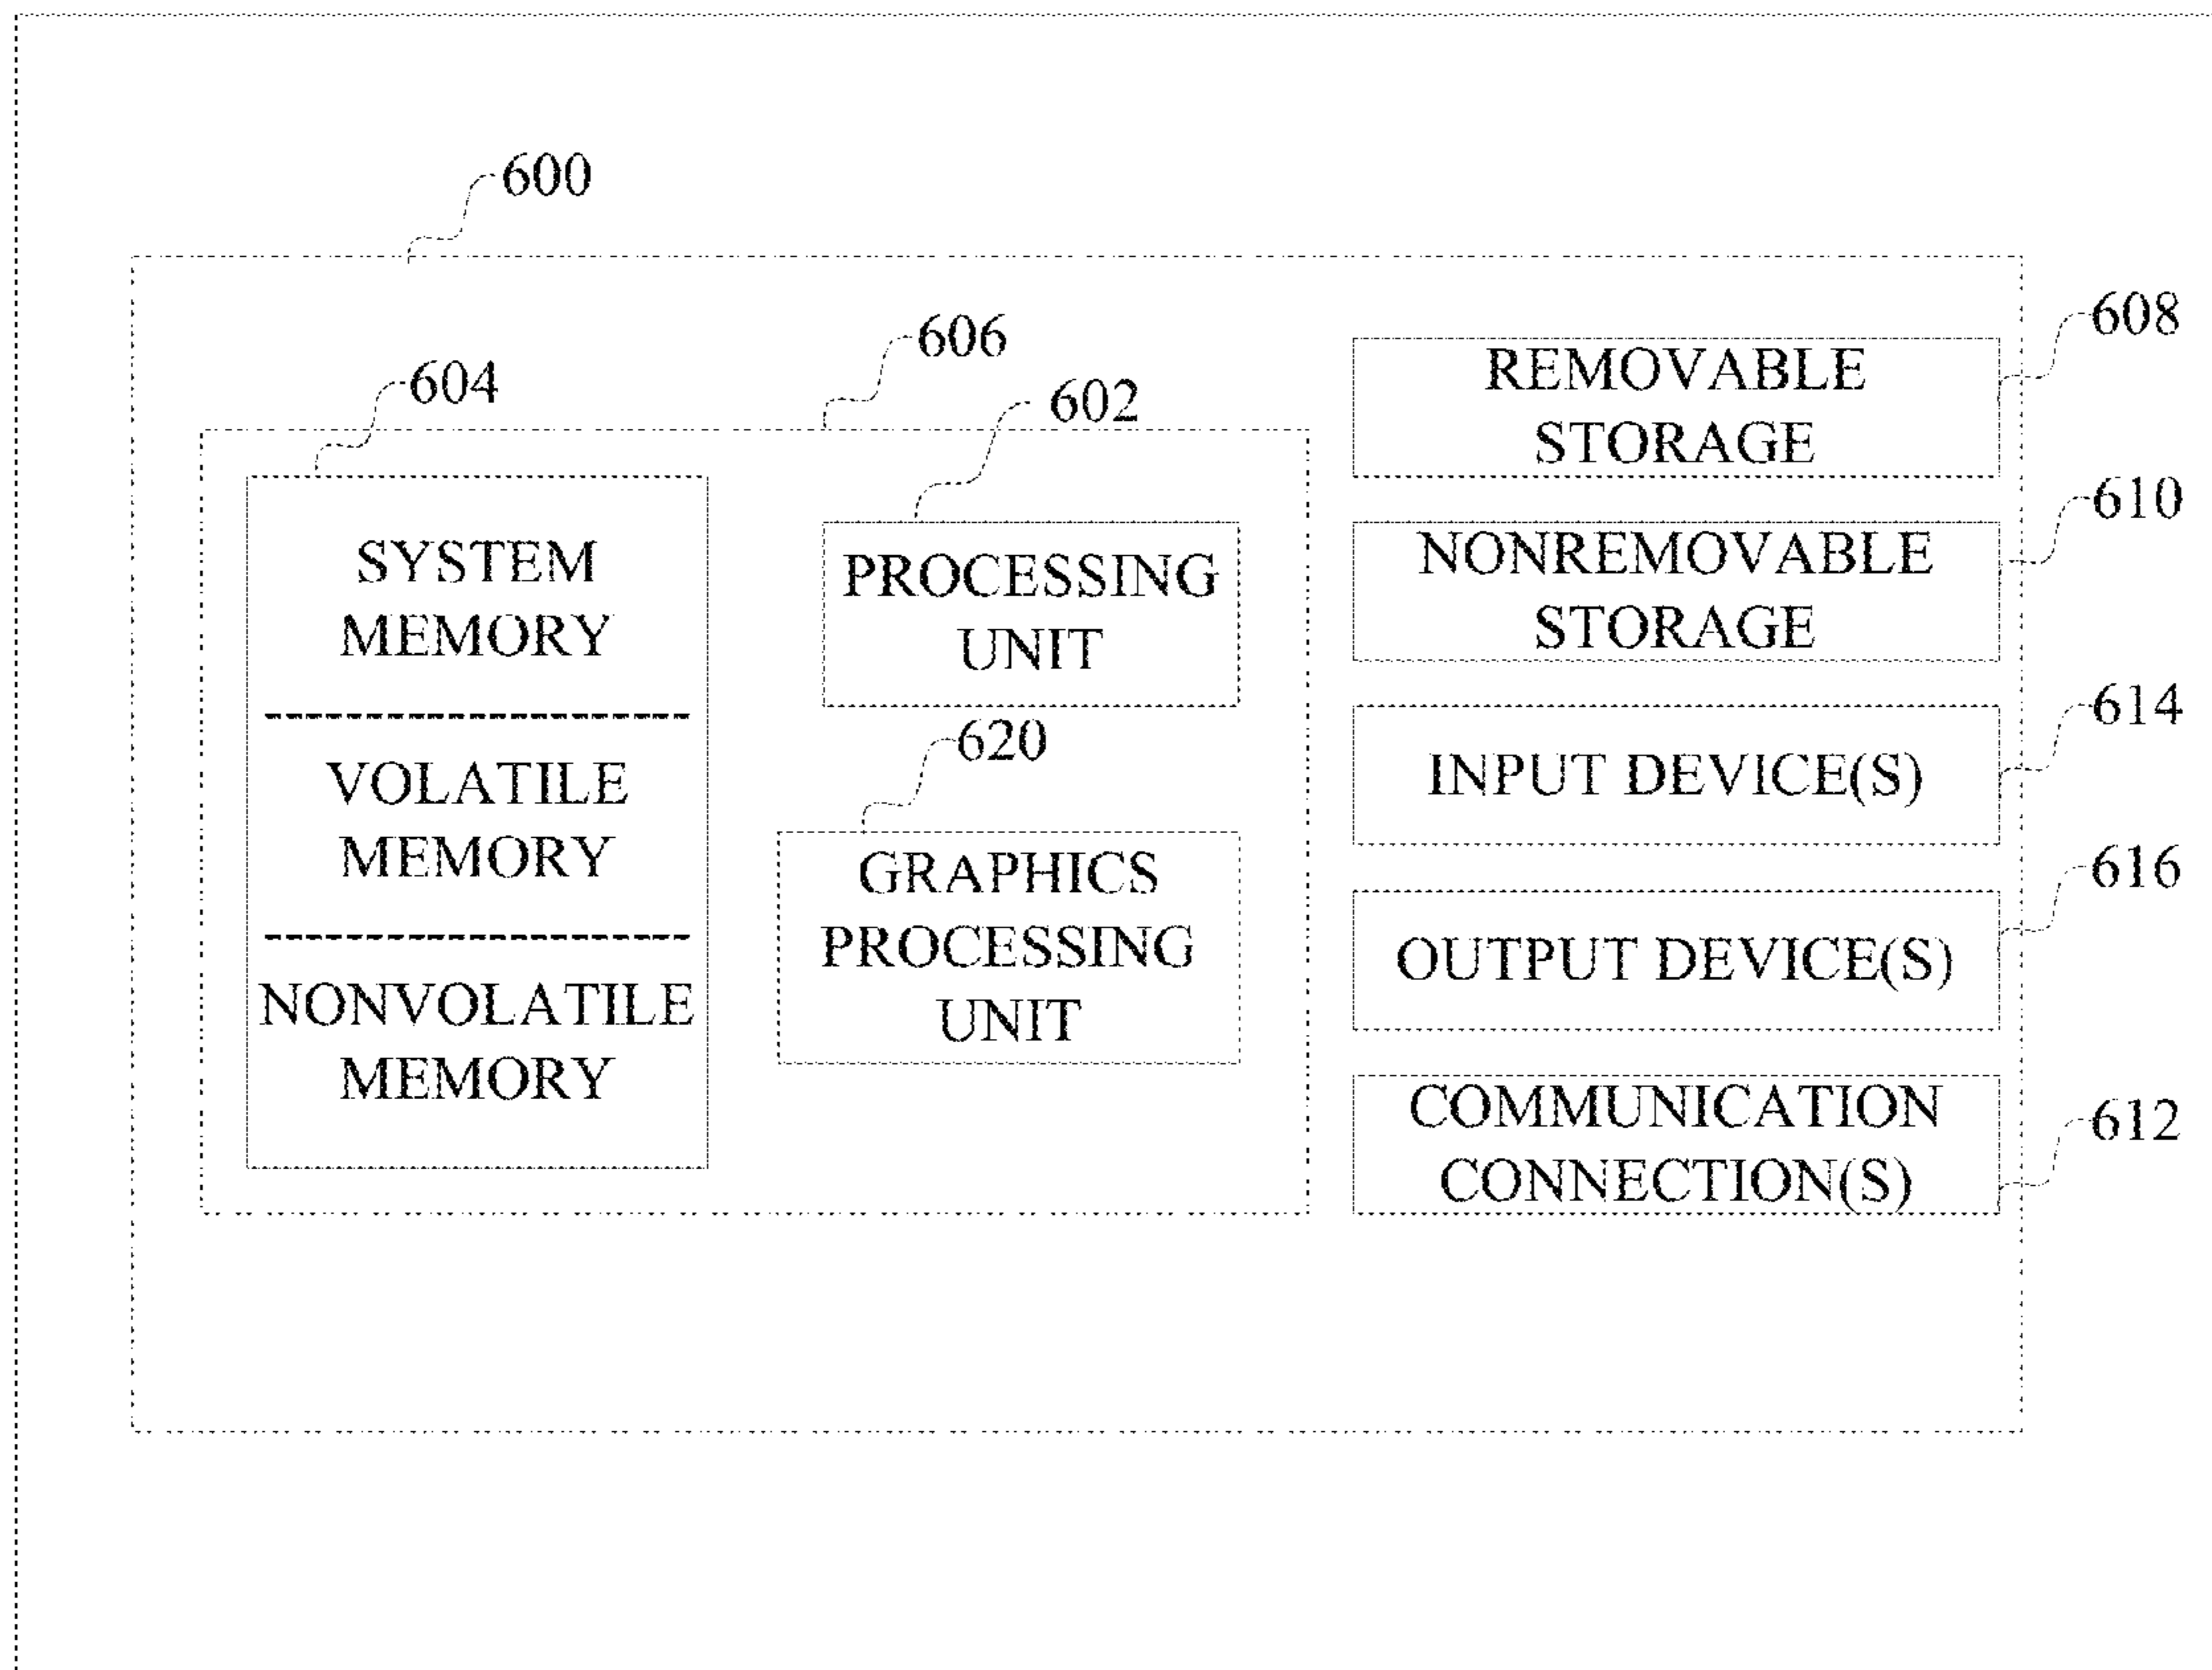 600
606
604
602
SYSTEM
MEMORY
VOLATILE
MEMORY
NONVOLATILE
MEMORY
PROCESSING
UNIT
620
GRAPHICS
PROCESSING
UNIT
608
REMOVABLE
STORAGE
610
NONREMOVABLE
STORAGE
614
INPUT DEVICE(S)
616
OUTPUT DEVICE(S)
612
COMMUNICATION
CONNECTION(S)